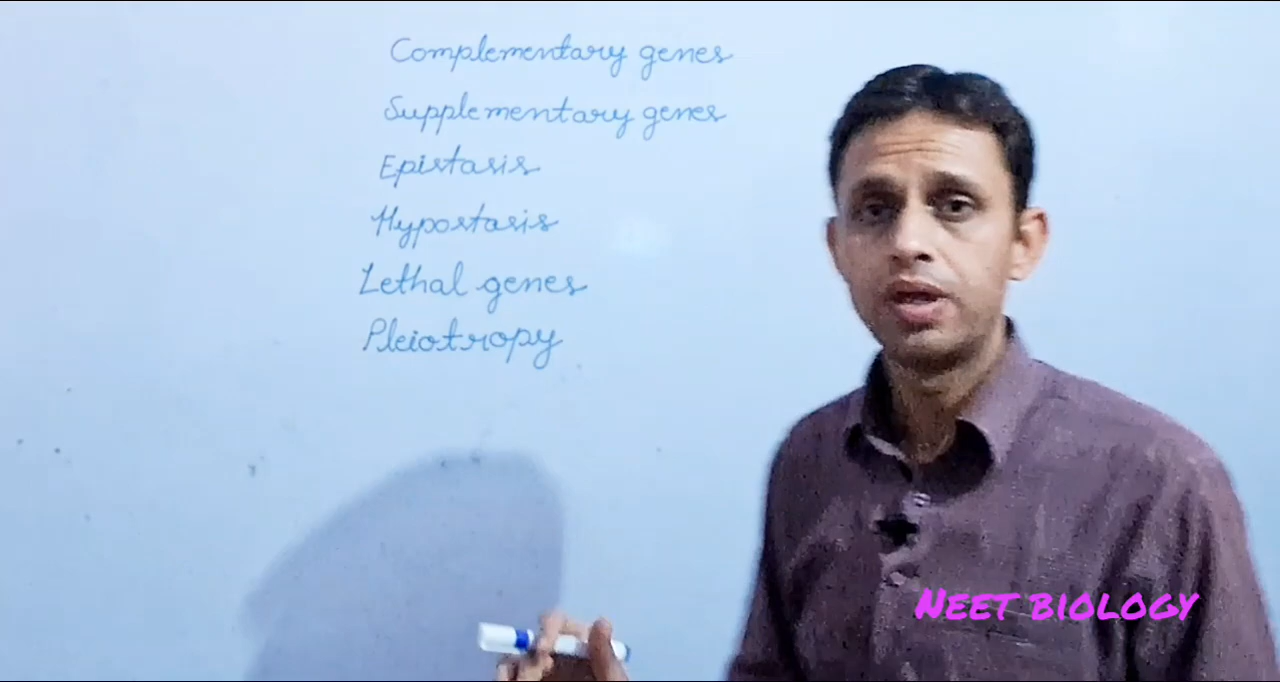 Complementary genes
Supplementary genes
Epistasis
Hypostasis
Lethal genes
Pleiotropy
NEET BIOLOGY